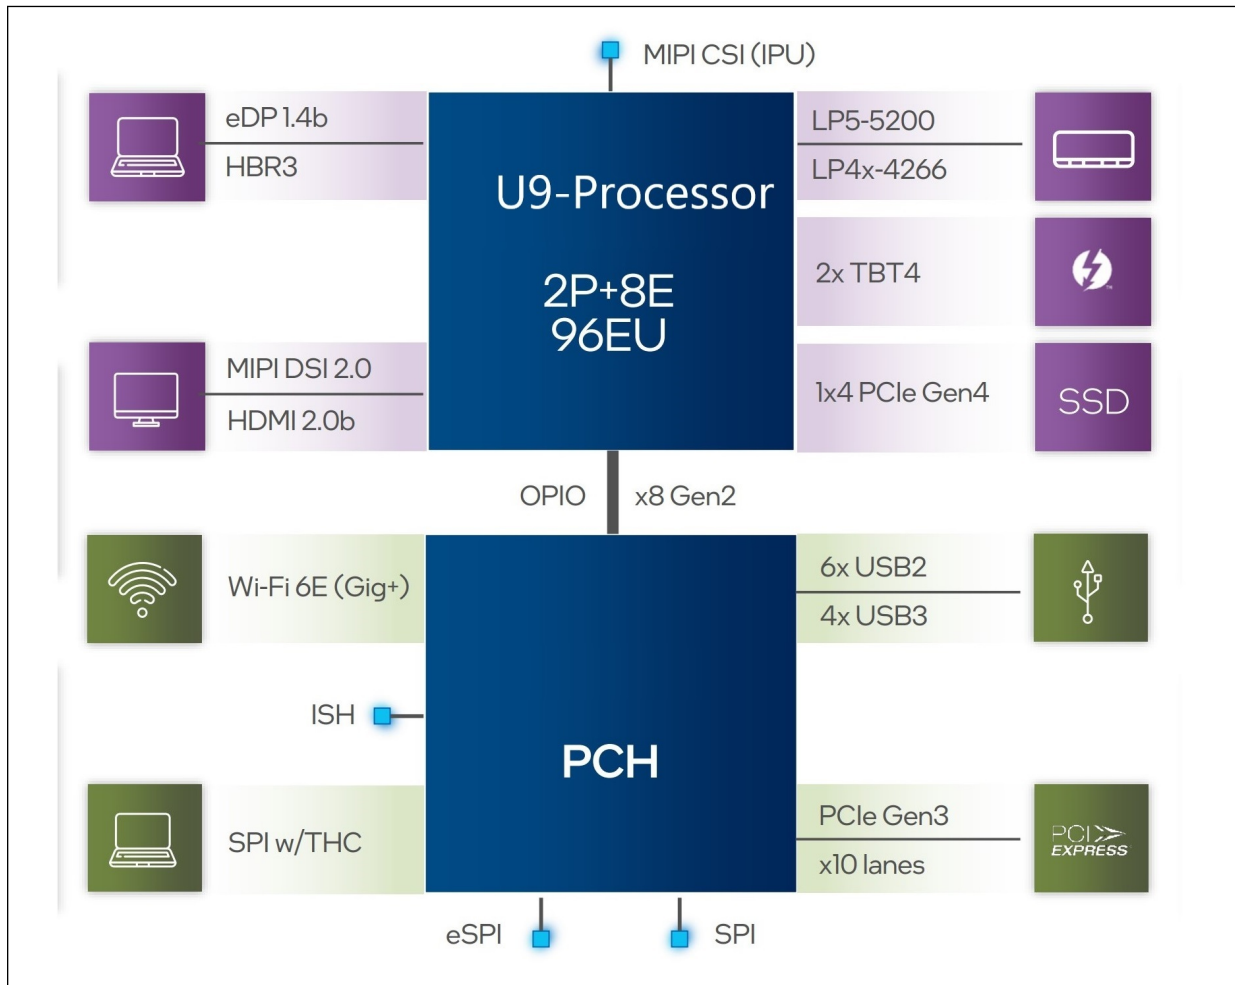 MIPI CSI (IPU)
eDP 1.4b
HBR3
U9-Processor
2P+8E
96EU
LP5-5200
LP4x-4266
2x TBT4
MIPI DSI 2.0
HDMI 2.0b
1x4 PCIe Gen4
SSD
OPIO
x8 Gen2
Wi-Fi 6E (Gig+)
6x USB2
4x USB3
ISH
PCH
SPI w/THC
PCIe Gen3
x10 lanes
PCI
EXPRESS
eSPI
SPI